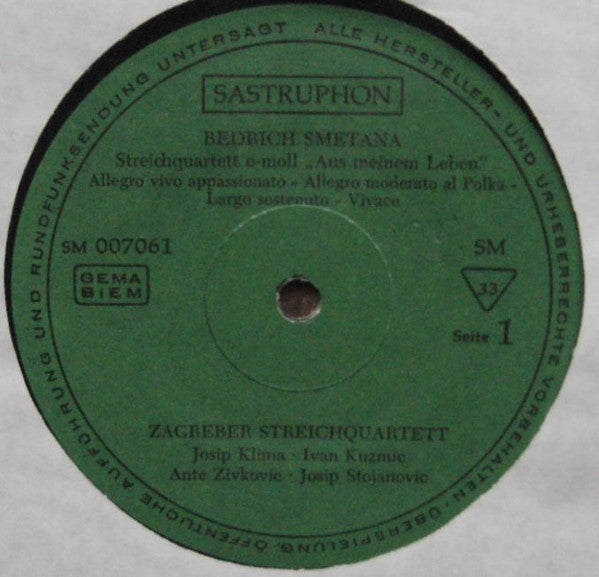 ALLE HERSTELLER- UND URHEBERRECHTE VORBEHALTEN · ÜBERSPIELUNG, ÖFFENTLICHE AUFFÜHRUNG UND RUNDFUNKSENDUNG UNTERSAGT
SASTRUPHON
BEDRICH SMETANA
Streichquartett e-moll „Aus meinem Leben"
Allegro vivo appassionato - Allegro moderato al Polka -
Largo sostenuto - Vivace
SM 007061
SM
GEMA
BIEM
33
Seite 1
ZAGREBER STREICHQUARTETT
Josip Klima · Ivan Kuzmic
Ante Zivkovic · Josip Stojanovic